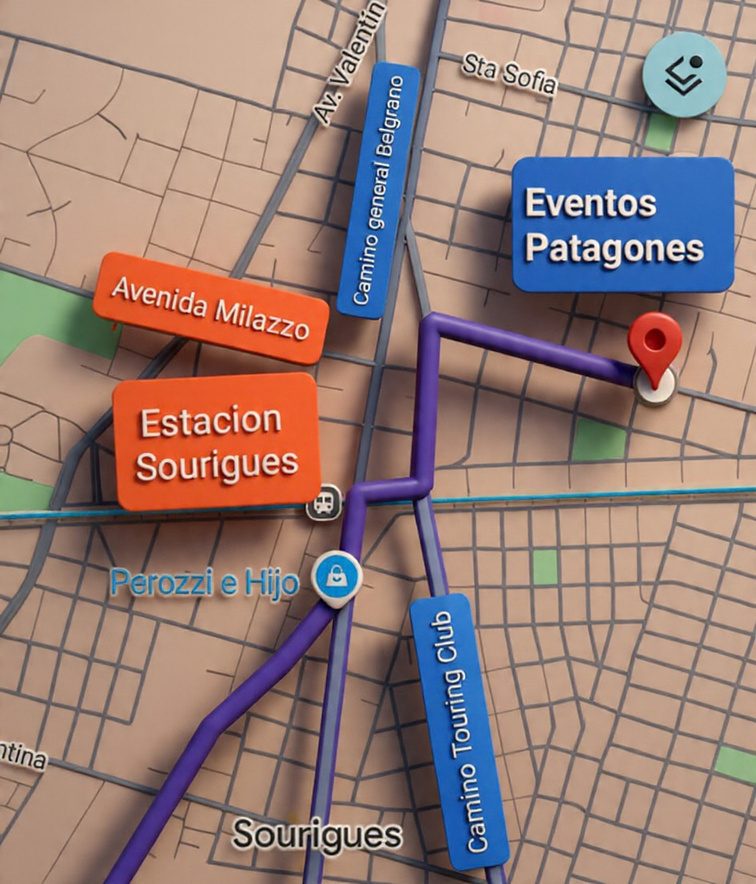 Av. Valentin
Sta Sofia
Camino general Belgrano
Eventos
Patagones
Avenida Milazzo
Estacion
Sourigues
Perozzi e Hijo
Camino Touring Club
ntina
Sourigues